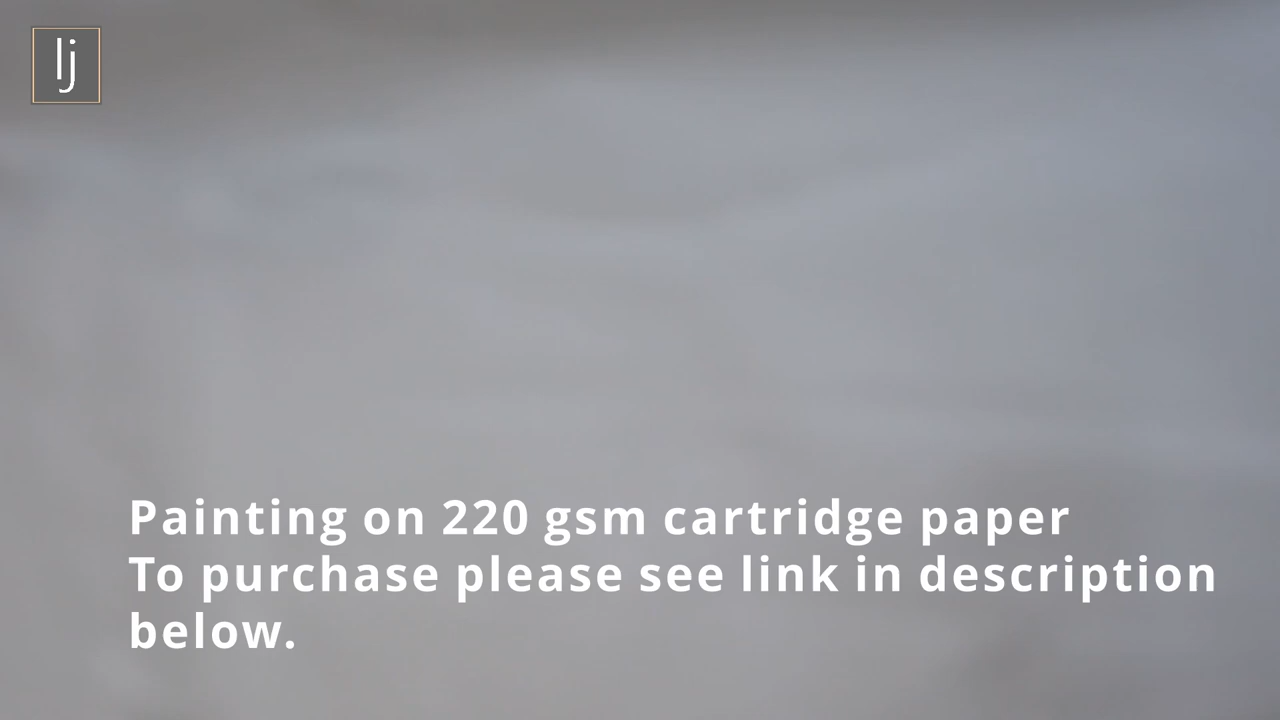 lj
Painting on 220 gsm cartridge paper
To purchase please see link in description
below.